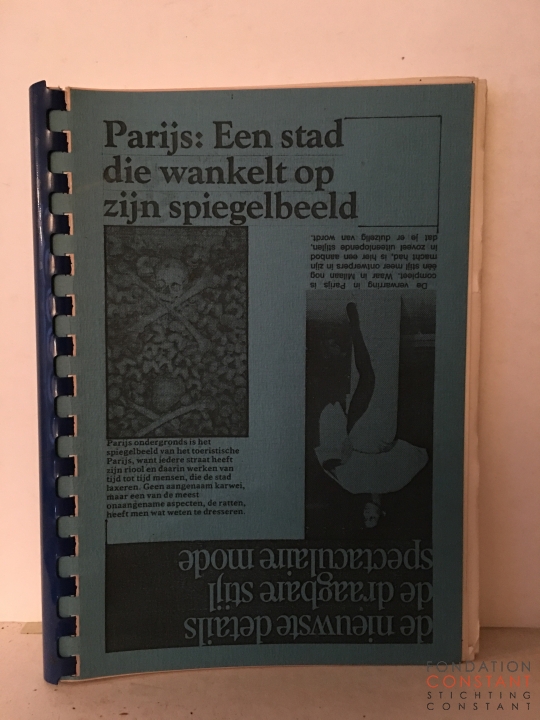 Parijs: Een stad
die wankelt op
zijn spiegelbeeld
De verwarring in Parijs is
compleet. Waar in Milaan nog
één stijl meer ontwerpers in zijn
macht had, is hier een aanbod
in zoveel uiteenlopende stijlen,
dat je er duizelig van wordt.
Parijs ondergronds is het
spiegelbeeld van het toeristische
Parijs, want iedere straat heeft
zijn riool en daarin werken van
tijd tot tijd mensen, die de stad
laxeren. Geen aangenaam karwei,
maar een van de meest
onaangename aspecten, de ratten,
heeft men wat weten te dresseren.
de nieuwste details
de draagbare stijl
spectaculaire mode
FONDATION
CONSTANT
STICHTING
CONSTANT